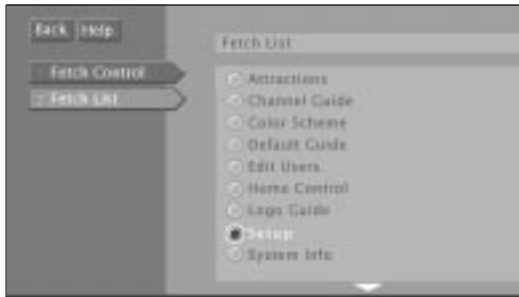 Back Help
Fetch Control
Fetch List
Fetch List
Attractions
Channel Guide
Color Scheme
Default Guide
Edit Users
Home Control
Logo Guide
Setup
System Info